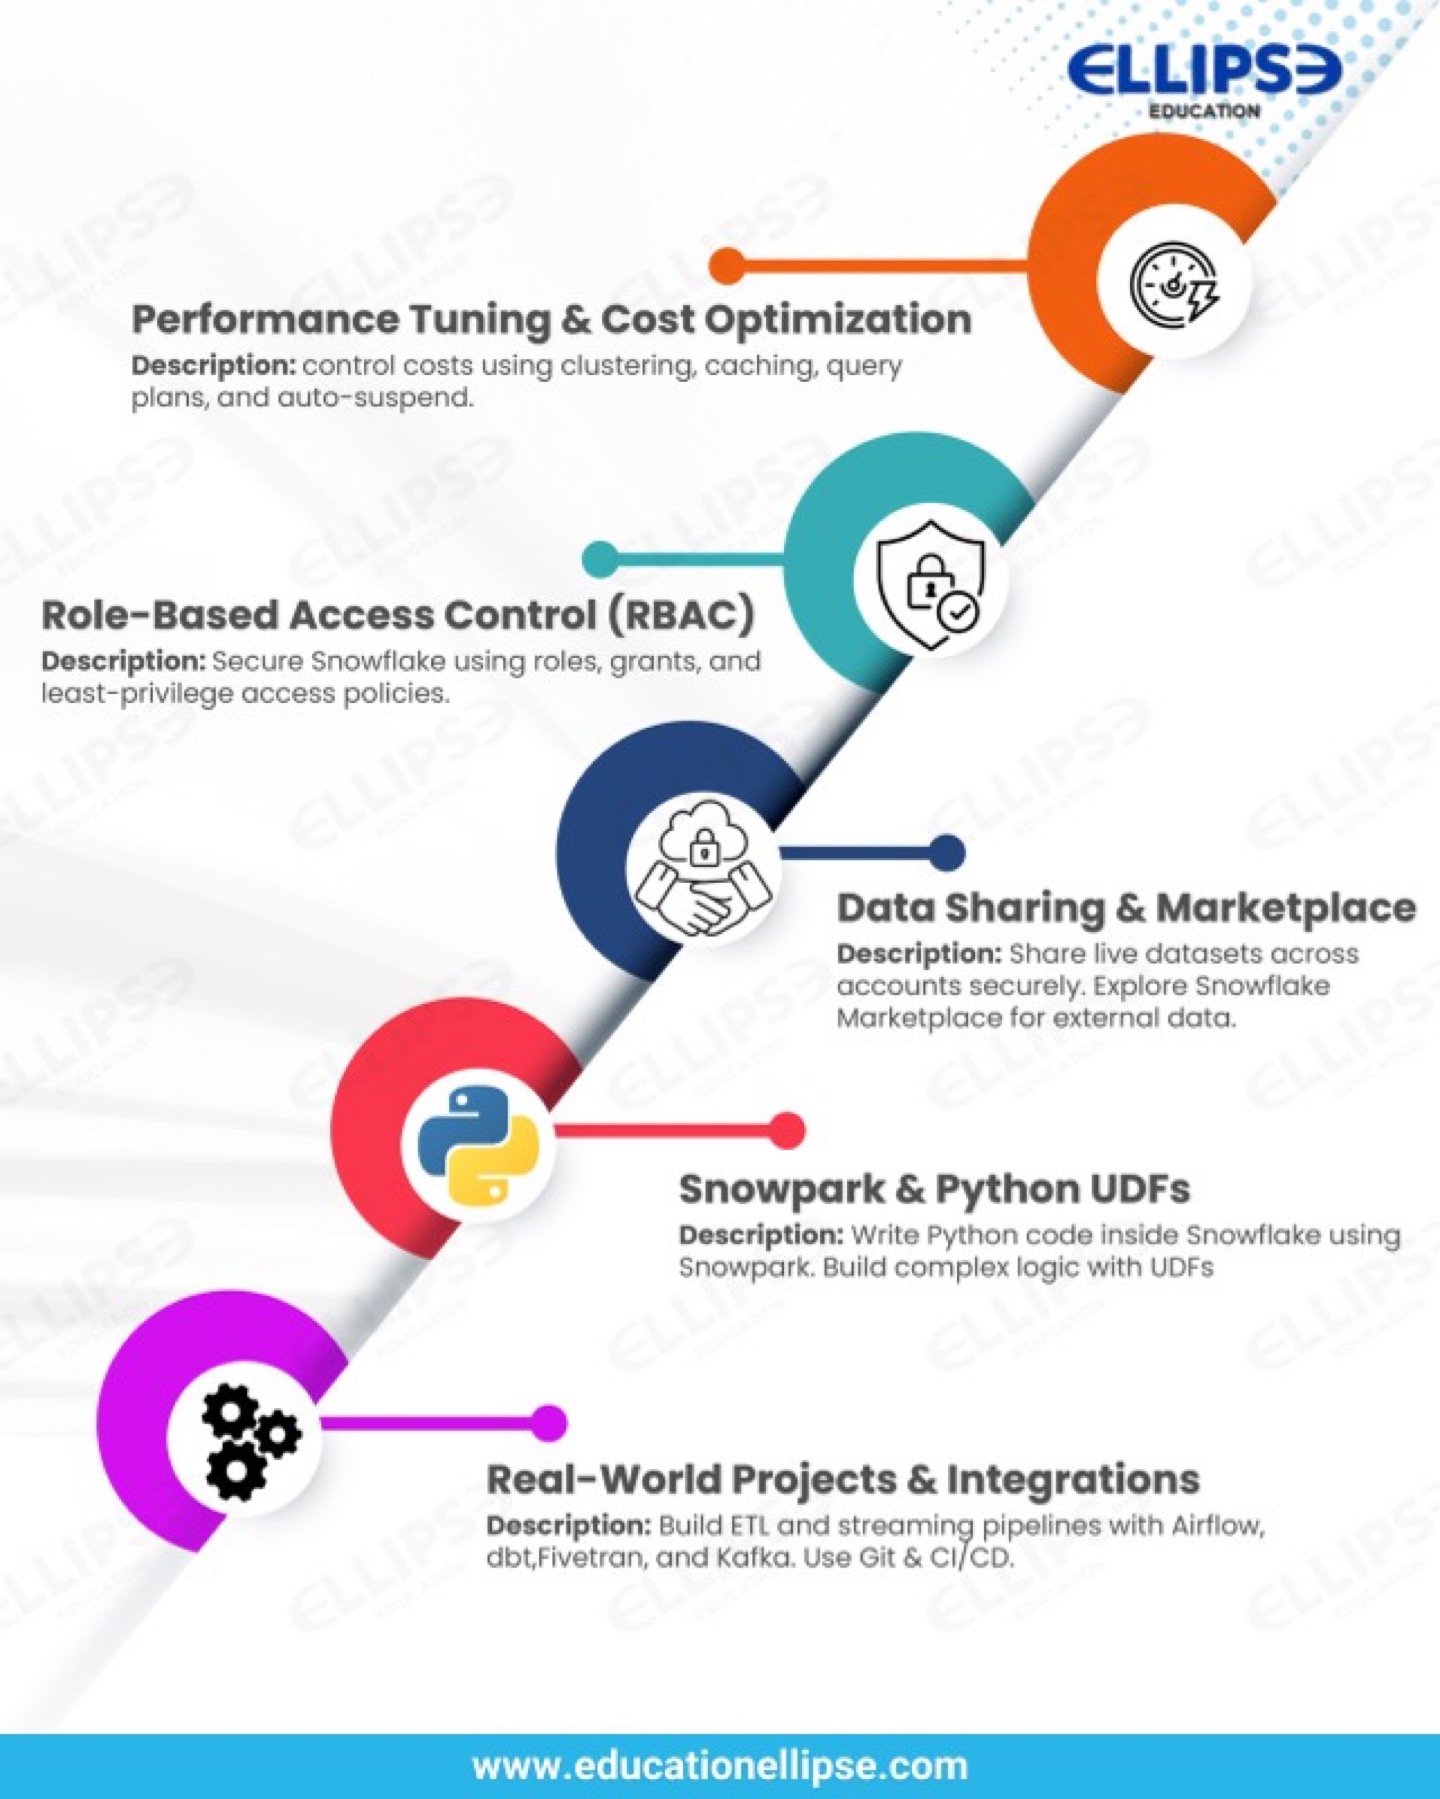 ELLIPSE
EDUCATION
Performance Tuning & Cost Optimization
Description: control costs using clustering, caching, query
plans, and auto-suspend.
Role-Based Access Control (RBAC)
Description: Secure Snowflake using roles, grants, and
least-privilege access policies.
Data Sharing & Marketplace
Description: Share live datasets across
accounts securely. Explore Snowflake
Marketplace for external data.
Snowpark & Python UDFs
Description: Write Python code inside Snowflake using
Snowpark. Build complex logic with UDFs
Real-World Projects & Integrations
Description: Build ETL and streaming pipelines with Airflow,
dbt,Fivetran, and Kafka. Use Git & CI/CD.
www.educationellipse.com